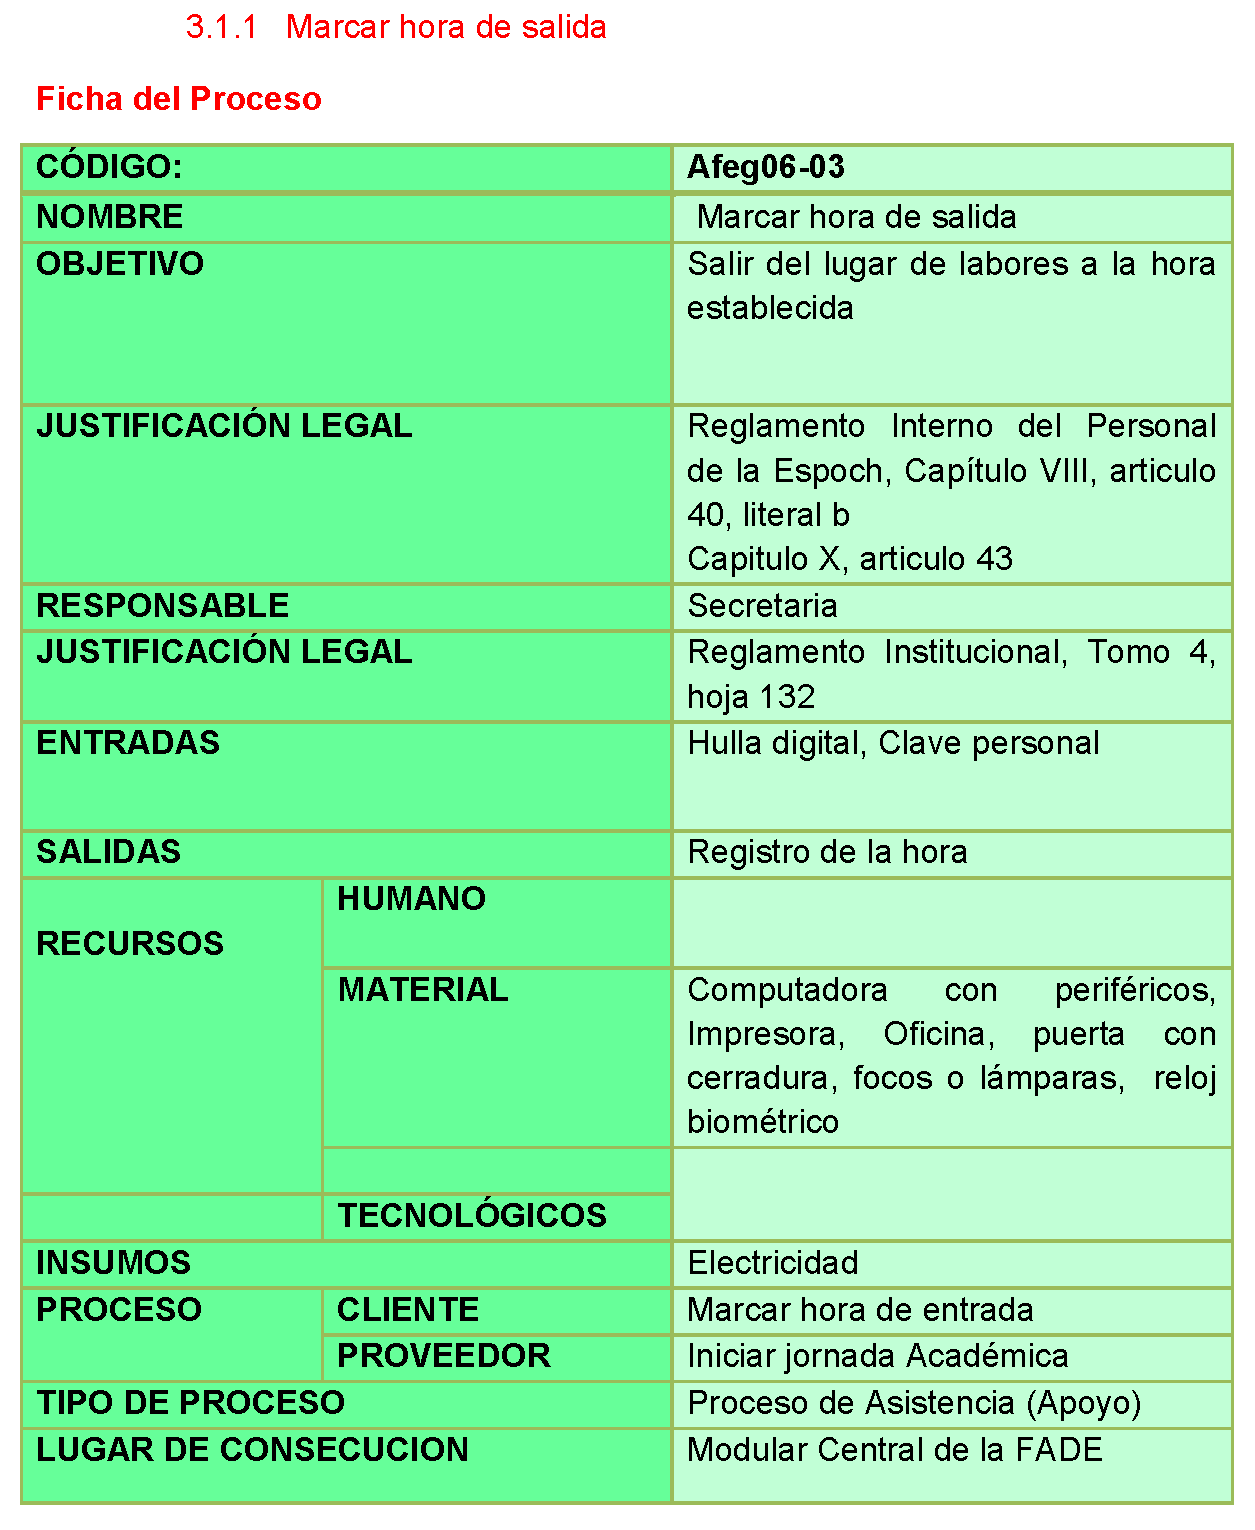 3.1.1 Marcar hora de salida
Ficha del Proceso
CÓDIGO: Afeg06-03
NOMBRE Marcar hora de salida
OBJETIVO Salir del lugar de labores a la hora
establecida
JUSTIFICACIÓN LEGAL Reglamento Interno del Personal
de la Espoch, Capítulo VIII, articulo
40, literal b
Capitulo X, articulo 43
RESPONSABLE Secretaria
JUSTIFICACIÓN LEGAL Reglamento Institucional, Tomo 4,
hoja 132
ENTRADAS Hulla digital, Clave personal
SALIDAS Registro de la hora
HUMANO
RECURSOS
MATERIAL Computadora con periféricos,
Impresora, Oficina, puerta con
cerradura, focos o lámparas, reloj
biométrico
TECNOLÓGICOS
INSUMOS Electricidad
PROCESO CLIENTE Marcar hora de entrada
PROVEEDOR Iniciar jornada Académica
TIPO DE PROCESO Proceso de Asistencia (Apoyo)
LUGAR DE CONSECUCION Modular Central de la FADE